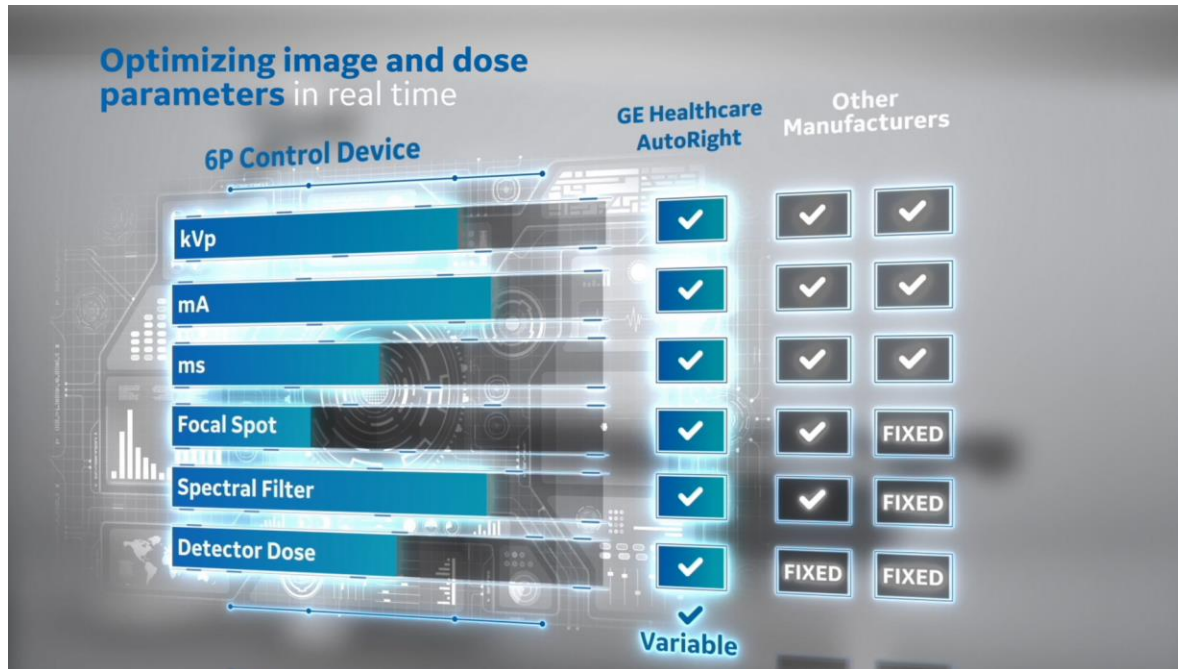 Optimizing image and dose
parameters in real time
6P Control Device
GE Healthcare
AutoRight
Other
Manufacturers
kVp
mA
ms
Focal Spot
FIXED
Spectral Filter
FIXED
Detector Dose
FIXED
FIXED
Variable